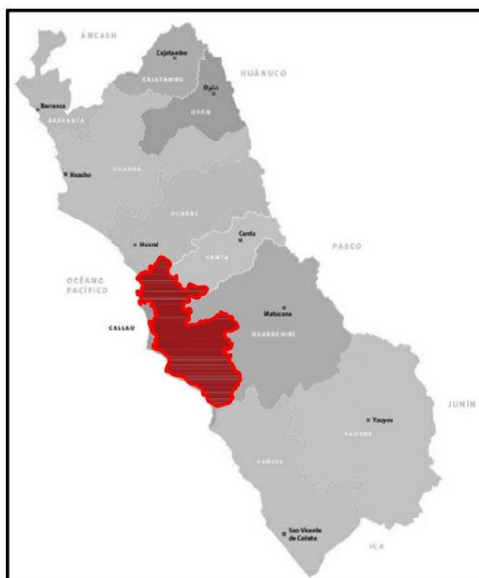 ÁNCASH
Cajatambo
CAJATAMBO
HUÁNUCO
Oyón
OYÓN
Barranca
BARRANCA
Huacho
HUAURA
HUARAL
Huaral
Canta
CANTA
PASCO
OCÉANO
PACÍFICO
Matucana
CALLAO
HUAROCHIRÍ
JUNÍN
Yauyos
YAUYOS
CAÑETE
San Vicente
de Cañete
ICA